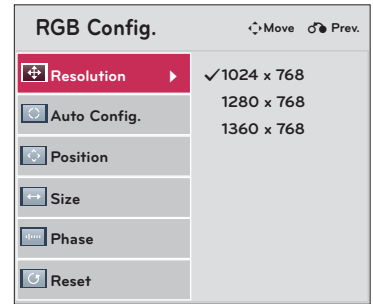 RGB Config.
Move Prev.
Resolution
Auto Config.
Position
Size
Phase
Reset
✓1024 x 768
1280 x 768
1360 x 768